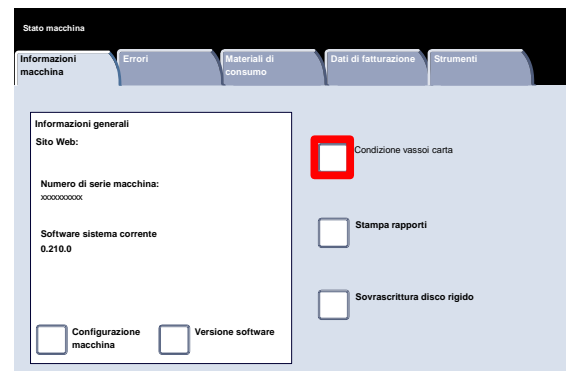 Stato macchina
Informazioni macchina
Errori
Materiali di consumo
Dati di fatturazione
Strumenti
Informazioni generali
Sito Web:
Numero di serie macchina:
xxxxxxxxxx
Software sistema corrente
0.210.0
Configurazione macchina
Versione software
Condizione vassoi carta
Stampa rapporti
Sovrascrittura disco rigido